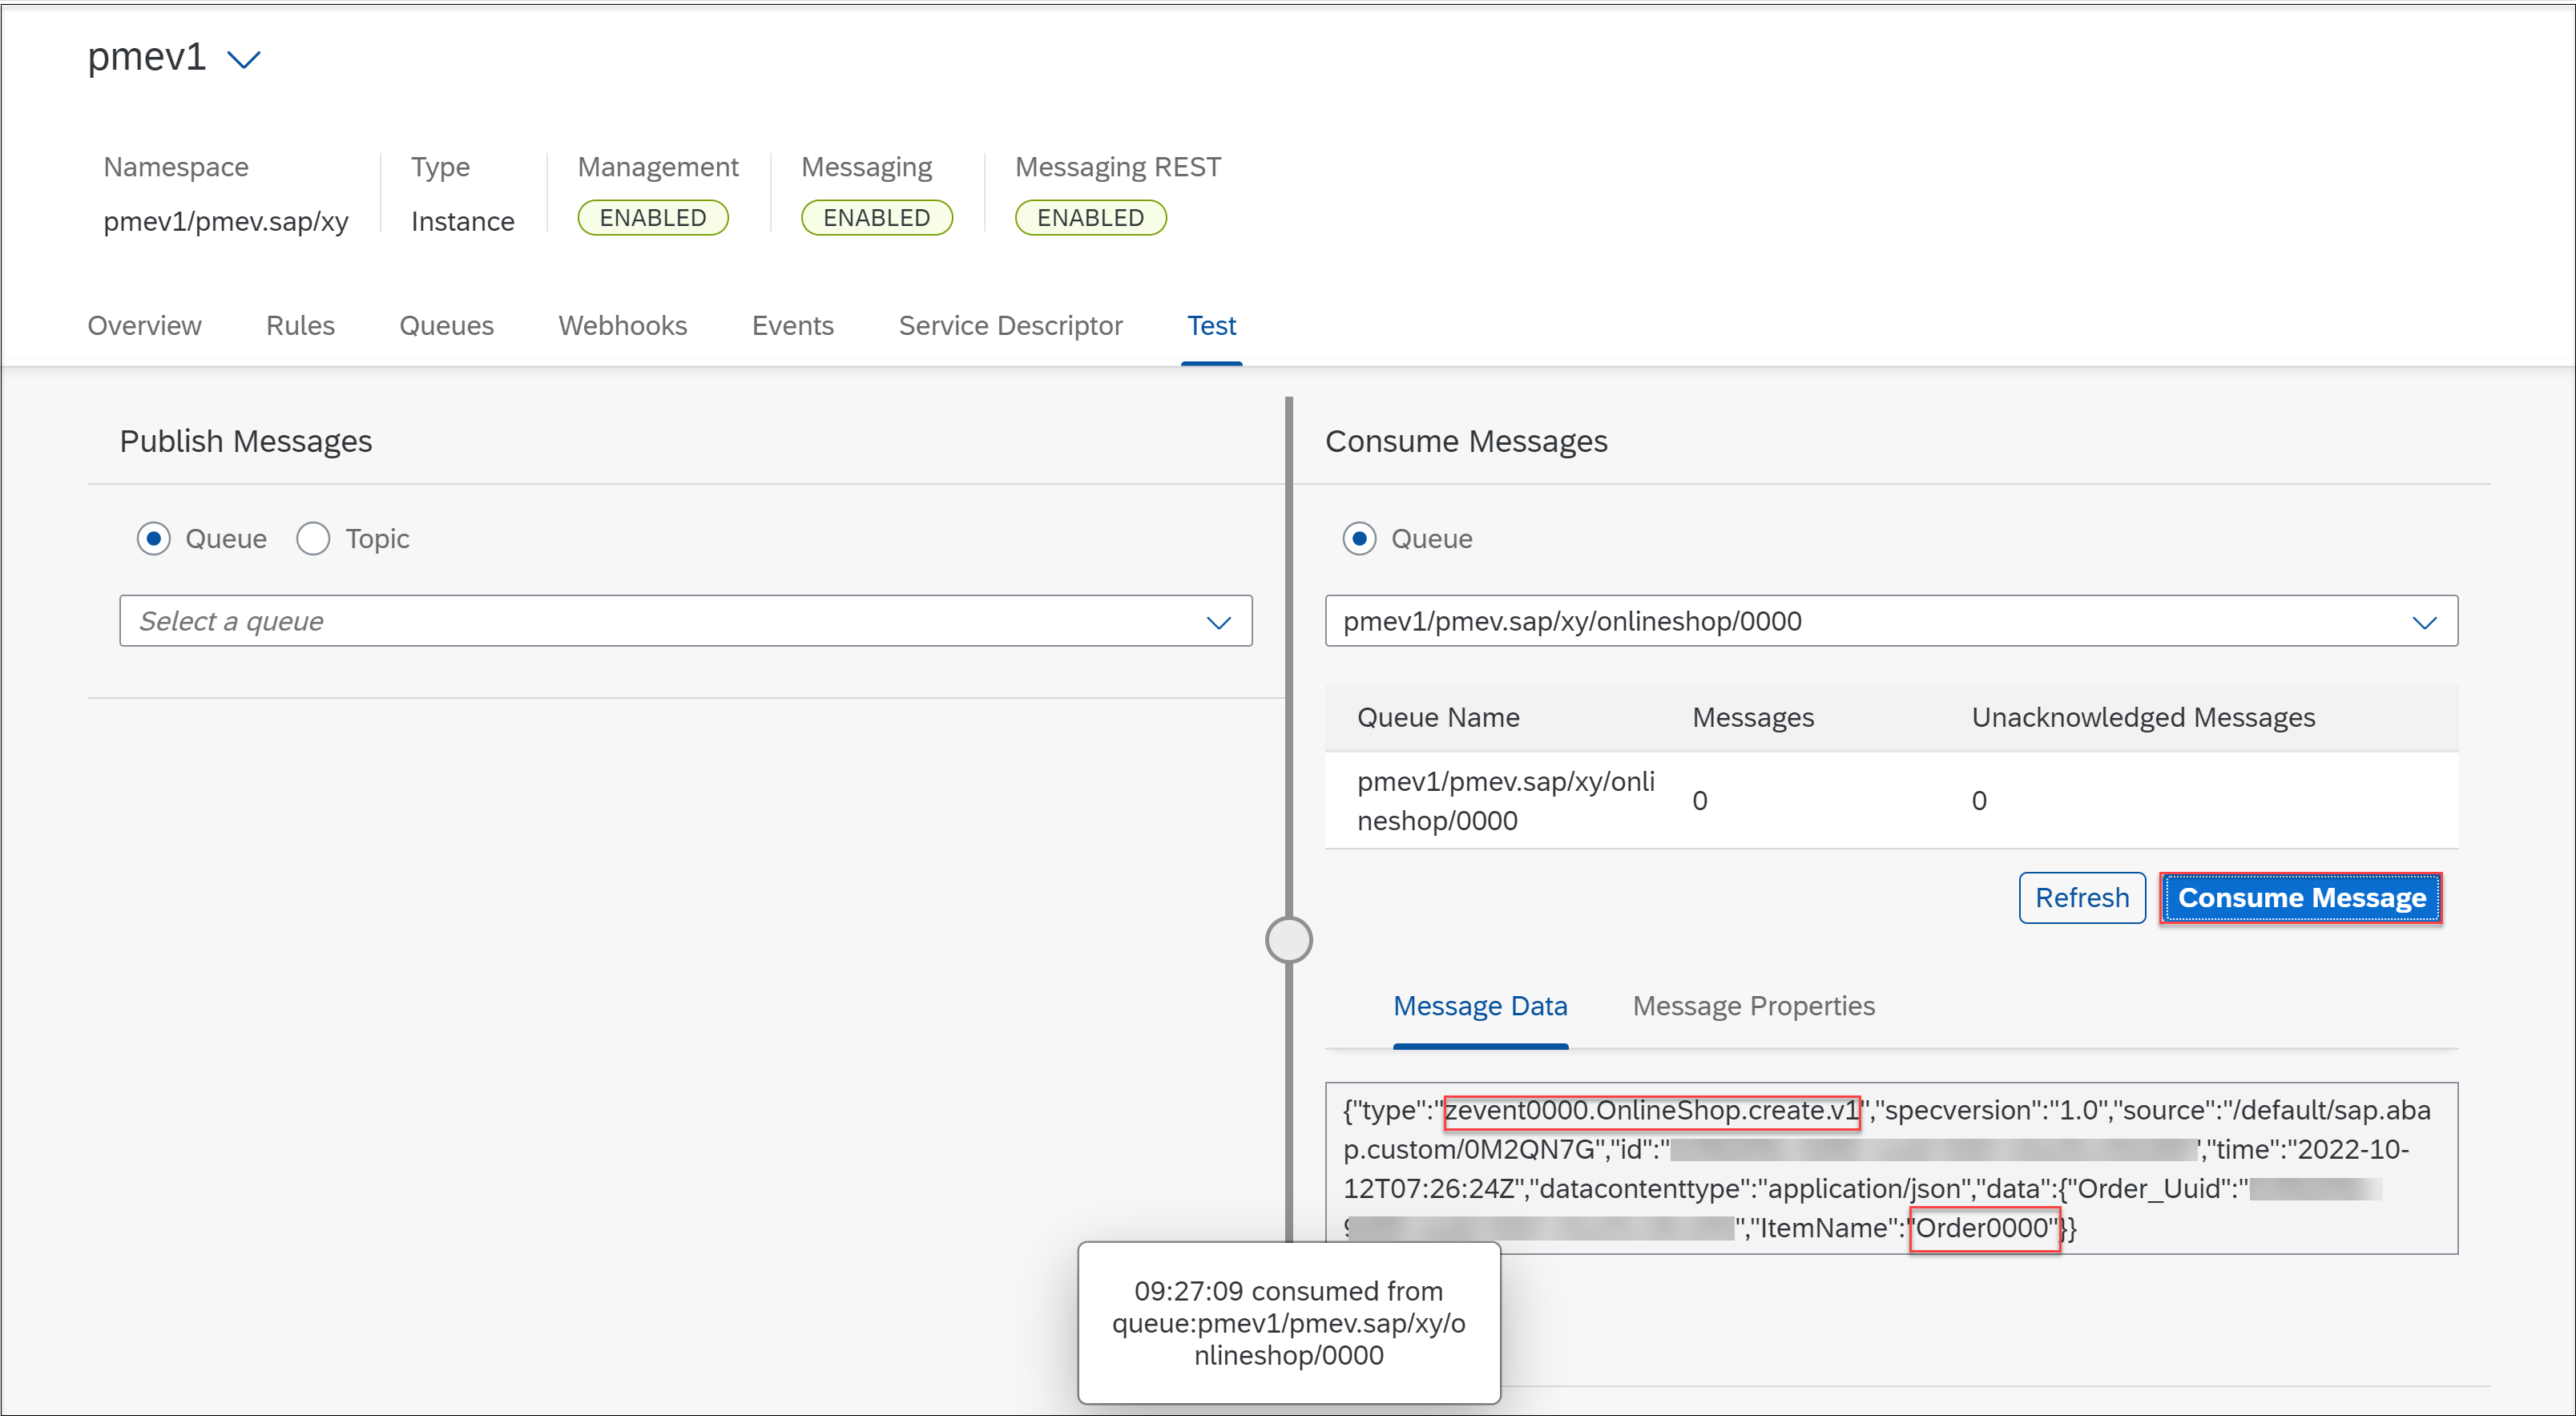 pmev1
Namespace
Type
Management
Messaging
Messaging REST
pmev1/pmev.sap/xy
Instance
ENABLED
ENABLED
ENABLED
Overview
Rules
Queues
Webhooks
Events
Service Descriptor
Test
Publish Messages
Queue
Topic
Select a queue
Consume Messages
Queue
pmev1/pmev.sap/xy/onlineshop/0000
Queue Name
Messages
Unacknowledged Messages
pmev1/pmev.sap/xy/onli
neshop/0000
0
0
Refresh
Consume Message
Message Data
Message Properties
{"type":"zevent0000.OnlineShop.create.v1","specversion":"1.0","source":"/default/sap.aba
p.custom/0M2QN7G","id":" ","time":"2022-10-
12T07:26:24Z","datacontenttype":"application/json","data":{"Order_Uuid":"
","ItemName":"Order0000"}}
09:27:09 consumed from
queue:pmev1/pmev.sap/xy/o
nlineshop/0000